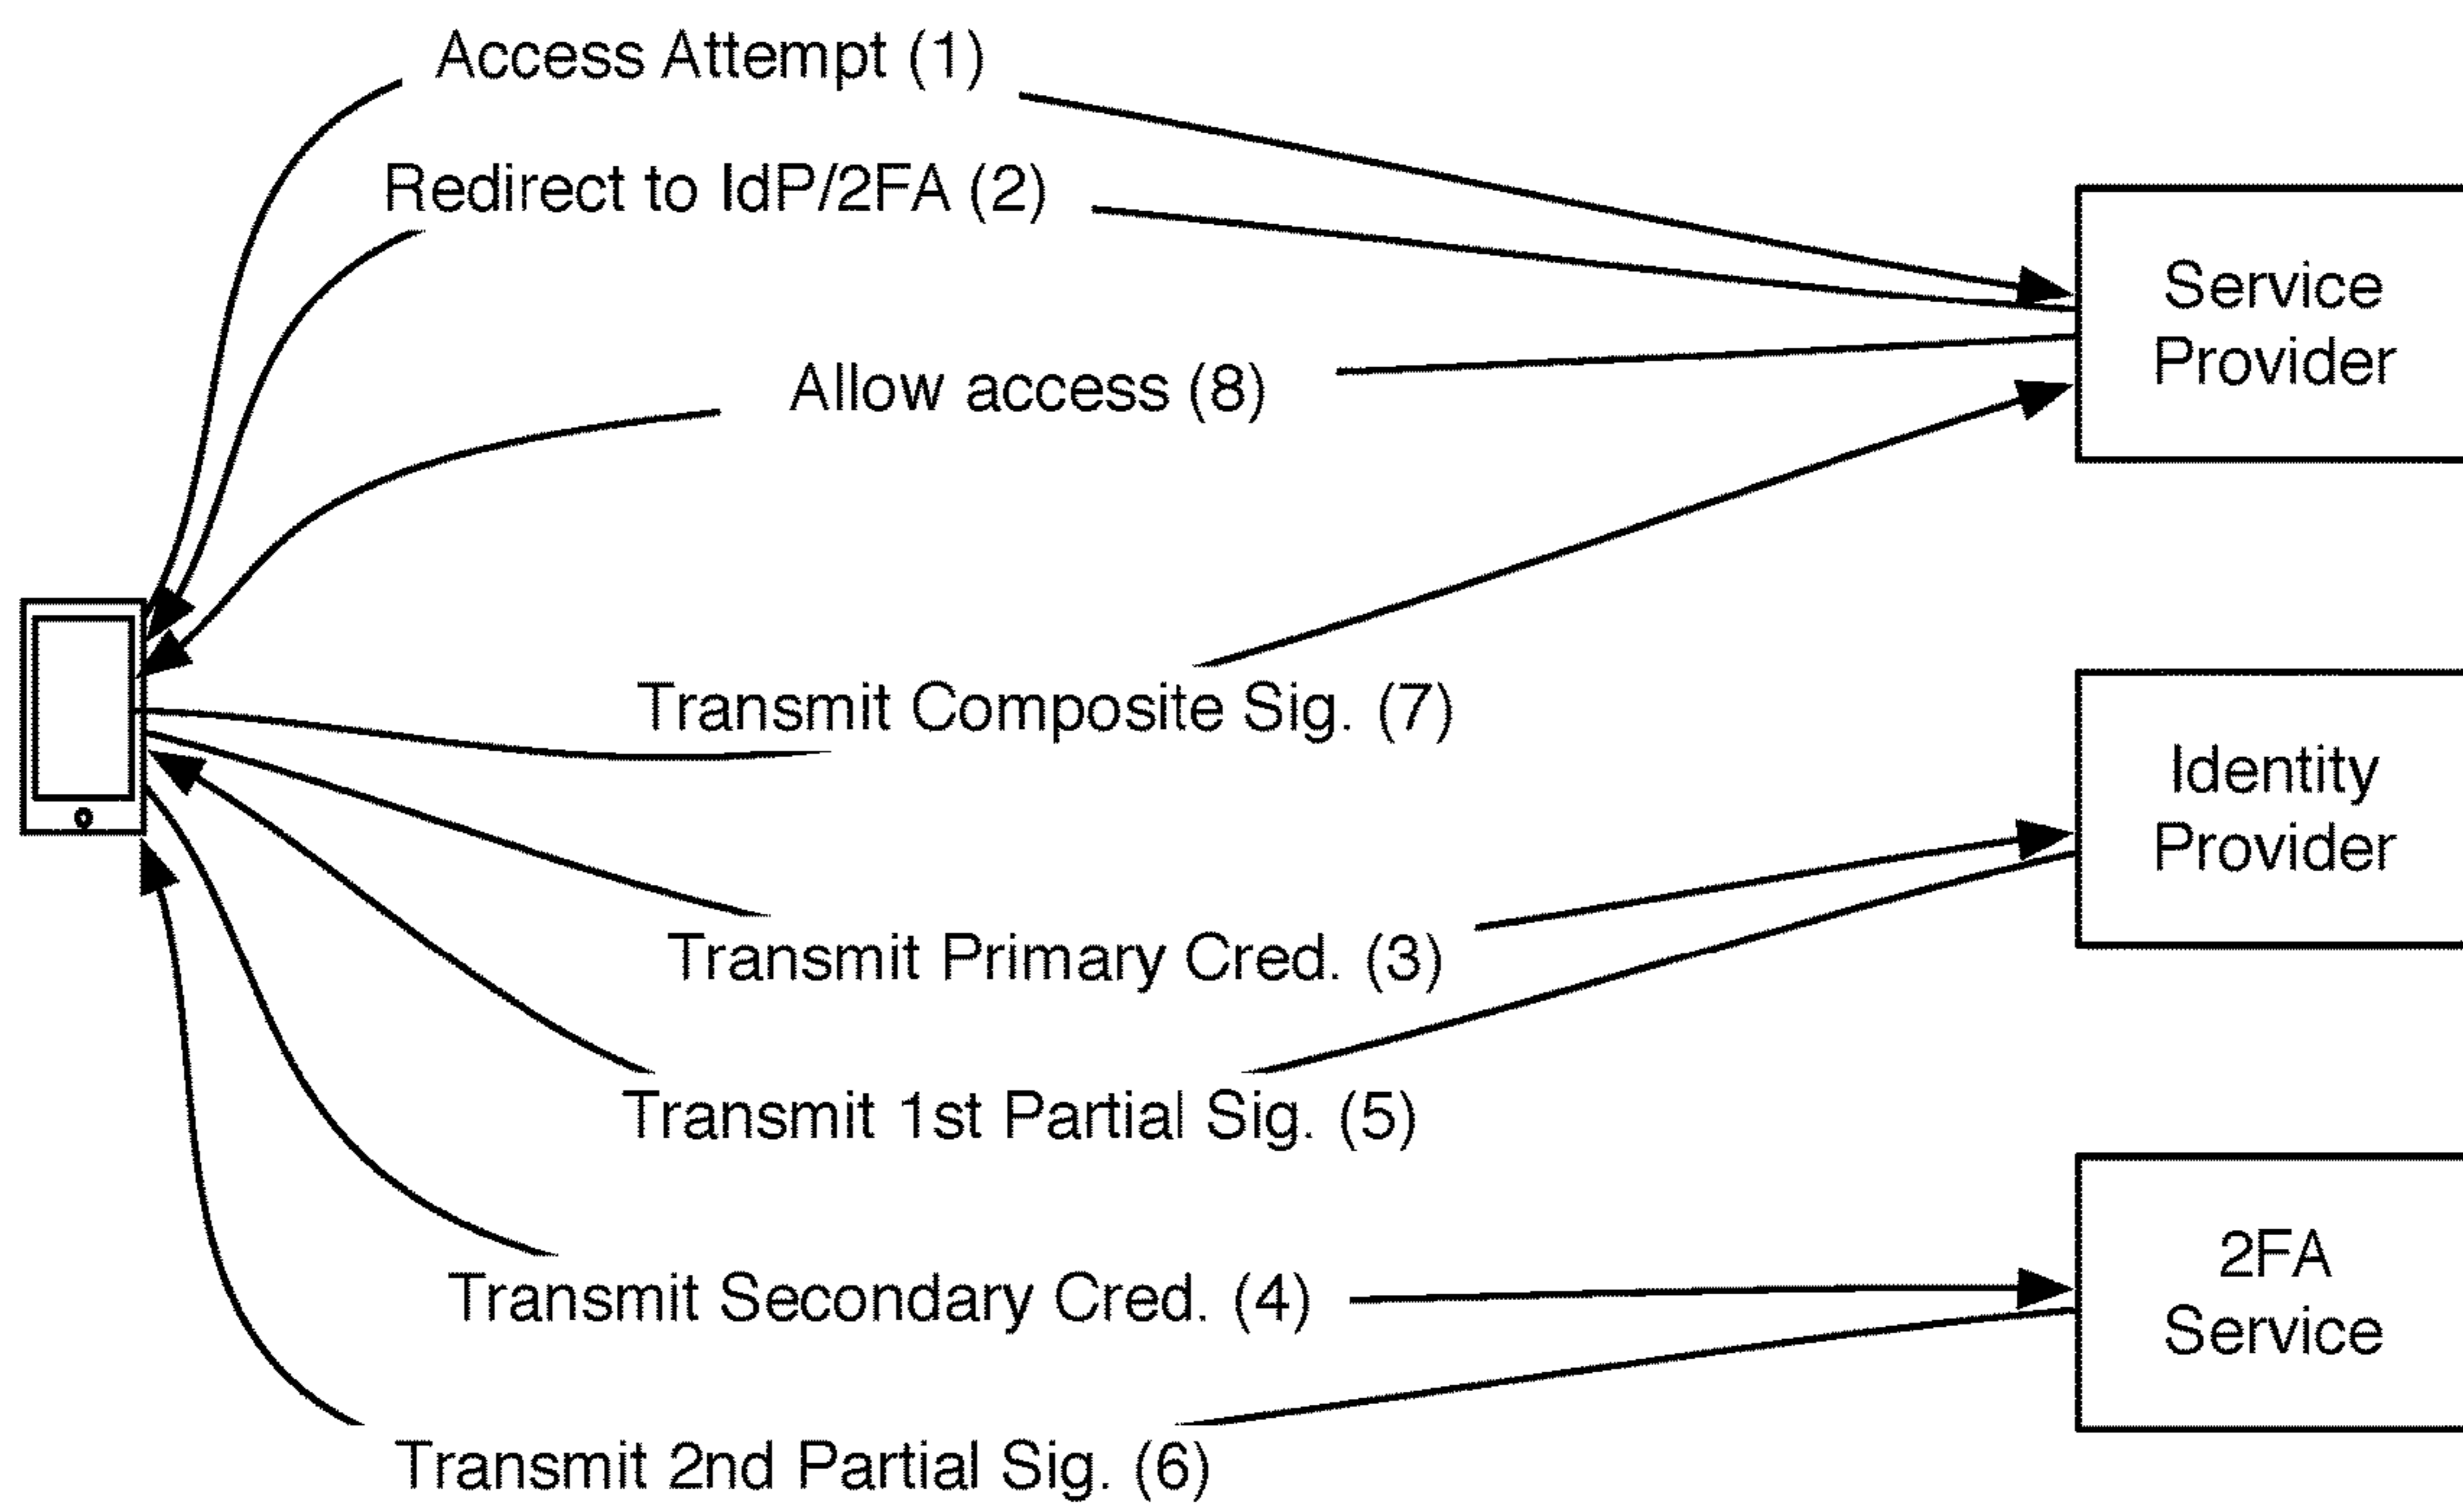 Access Attempt (1)
Redirect to IdP/2FA (2)
Service
Provider
Allow access (8)
Transmit Composite Sig. (7)
Identity
Provider
Transmit Primary Cred. (3)
Transmit 1st Partial Sig. (5)
2FA
Service
Transmit Secondary Cred. (4)
Transmit 2nd Partial Sig. (6)